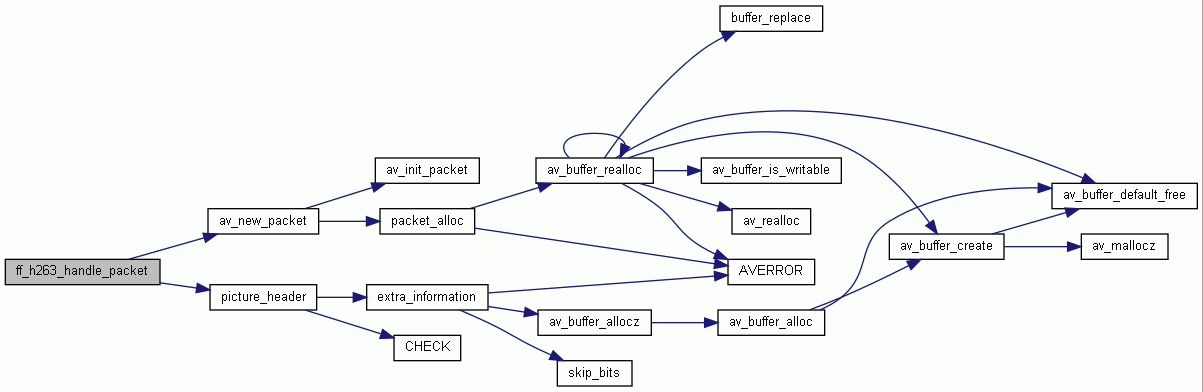 buffer_replace
av_init_packet
av_buffer_realloc
av_buffer_is_writable
av_buffer_default_free
av_new_packet
packet_alloc
av_realloc
av_buffer_create
av_mallocz
ff_h263_handle_packet
AVERROR
picture_header
extra_information
av_buffer_allocz
av_buffer_alloc
CHECK
skip_bits